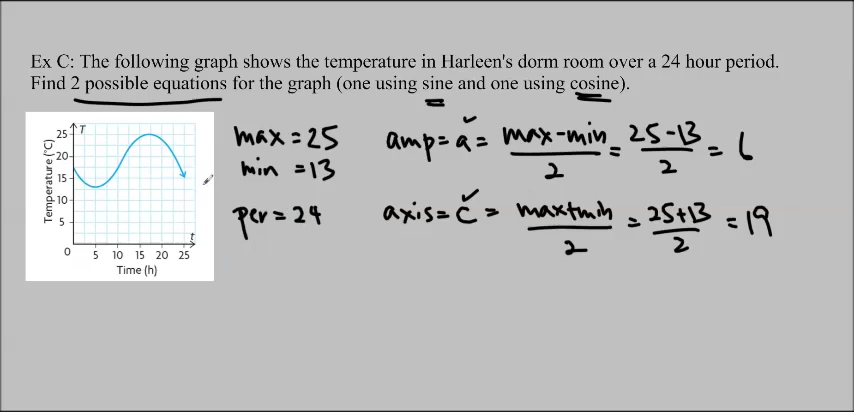 Ex C: The following graph shows the temperature in Harleen's dorm room over a 24 hour period.
Find 2 possible equations for the graph (one using sine and one using cosine).
T
25
20
15
10
5
0
5 10 15 20 25
t
Time (h)
Temperature (°C)
max = 25
min = 13
per = 24
amp = a = max-min/2 = 25-13/2 = 6
axis = c = max+min/2 = 25+13/2 = 19